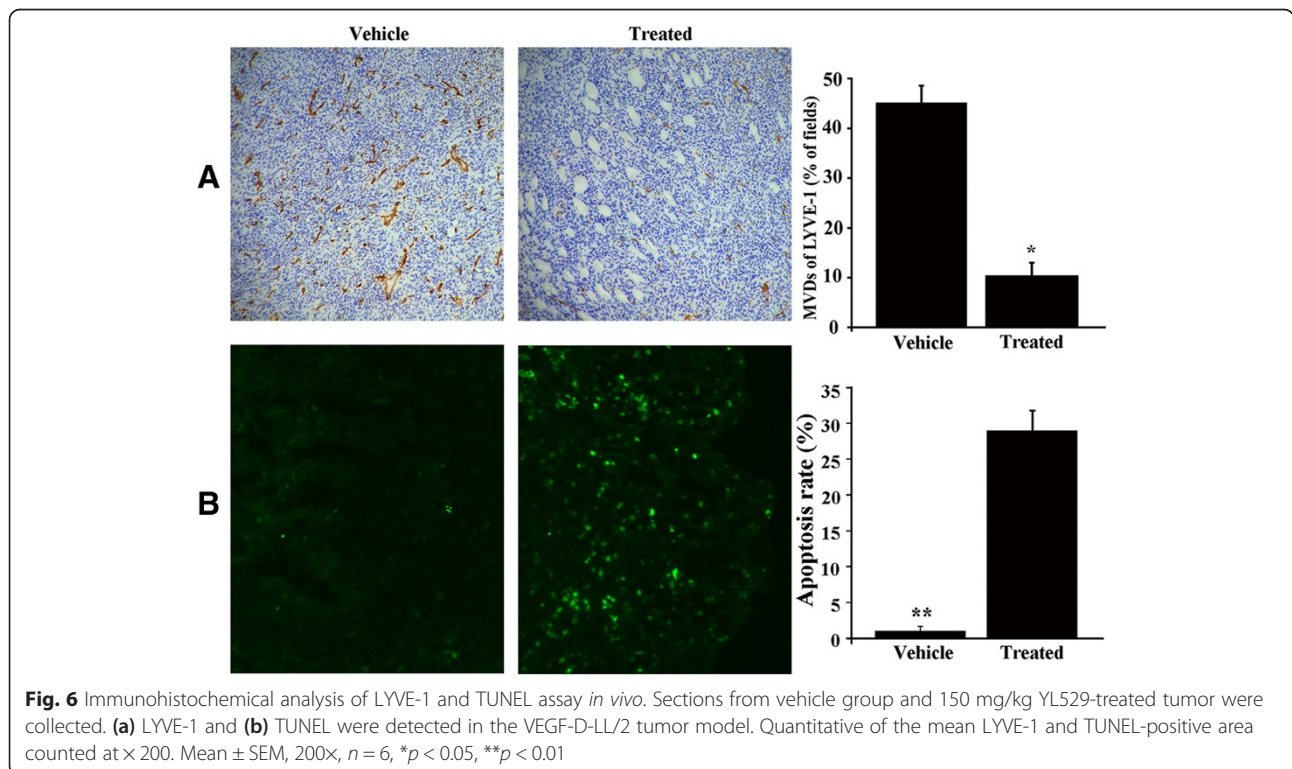 Vehicle
Treated
A
MVDs of LYVE-1 (% of fields)
50
40
30
20
10
0
*
Vehicle
Treated
B
Apoptosis rate (%)
35
30
25
20
15
10
5
0
**
Vehicle
Treated
Fig. 6 Immunohistochemical analysis of LYVE-1 and TUNEL assay in vivo. Sections from vehicle group and 150 mg/kg YL529-treated tumor were
collected. (a) LYVE-1 and (b) TUNEL were detected in the VEGF-D-LL/2 tumor model. Quantitative of the mean LYVE-1 and TUNEL-positive area
counted at × 200. Mean ± SEM, 200×, n = 6, *p < 0.05, **p < 0.01